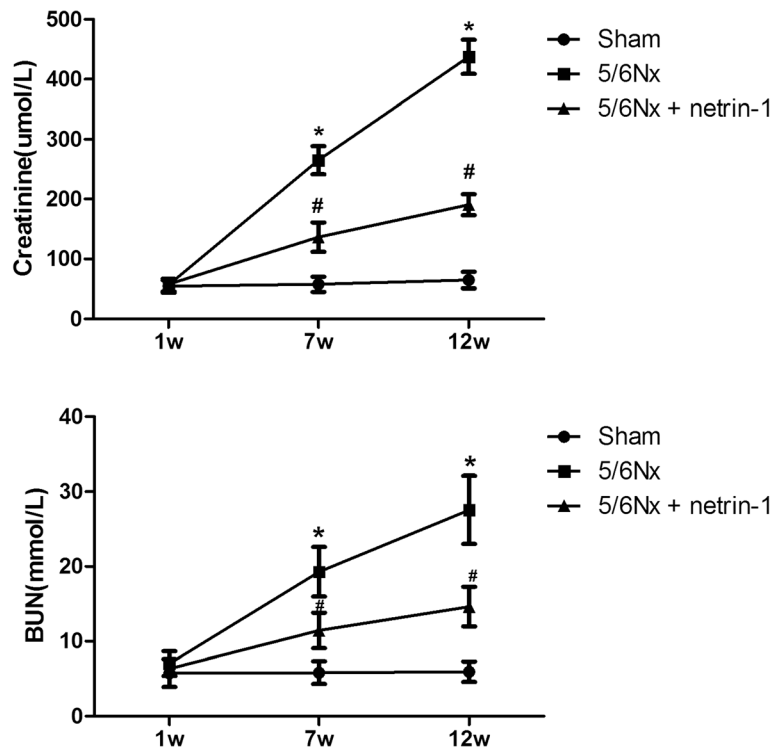 Creatinine(umol/L)
500
400
300
200
100
0
*
*
#
#
1w
7w
12w
Sham
5/6Nx
5/6Nx + netrin-1
BUN(mmol/L)
40
30
20
10
0
*
*
#
#
1w
7w
12w
Sham
5/6Nx
5/6Nx + netrin-1